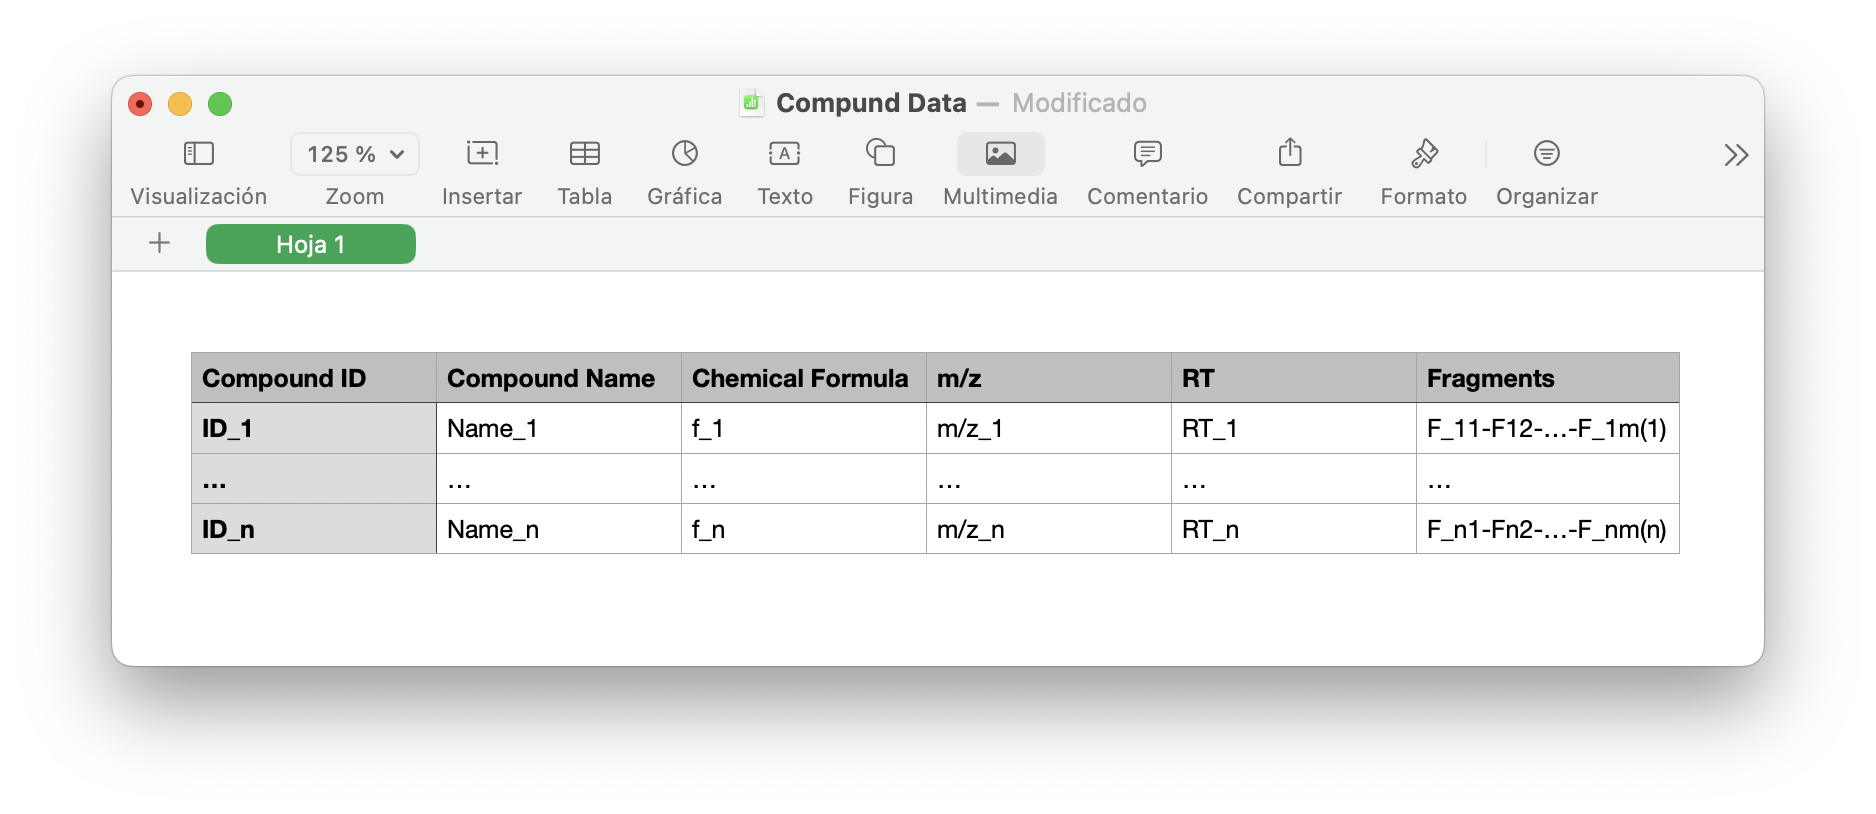 Compund Data — Modificado
125 %
Visualización Zoom Insertar Tabla Gráfica Texto Figura Multimedia Comentario Compartir Formato Organizar
+ Hoja 1
Compound ID Compound Name Chemical Formula m/z RT Fragments
ID_1 Name_1 f_1 m/z_1 RT_1 F_11-F12-…-F_1m(1)
… … … … … …
ID_n Name_n f_n m/z_n RT_n F_n1-Fn2-…-F_nm(n)